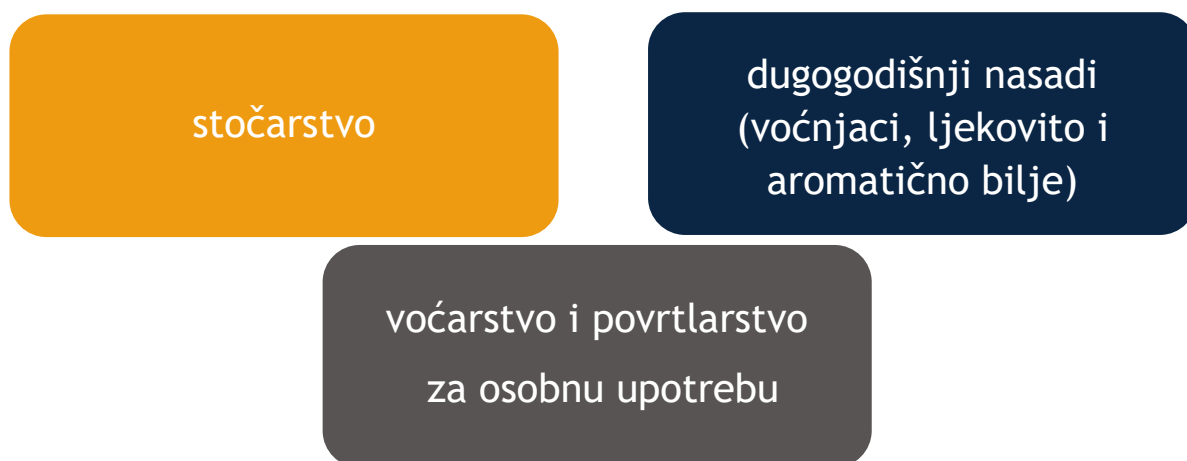 stočarstvo
dugogodišnji nasadi
(voćnjaci, ljekovito i
aromatično bilje)
voćarstvo i povrtlarstvo
za osobnu upotrebu